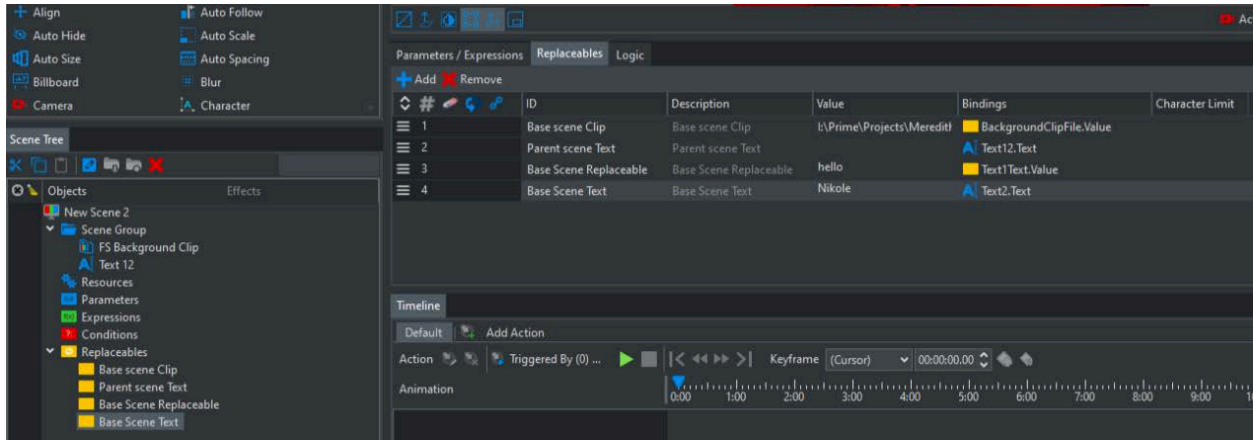 Align Auto Follow
Auto Hide Auto Scale
Auto Size Auto Spacing
Billboard Blur
Camera Character
Scene Tree
Objects Effects
New Scene 2
Scene Group
FS Background Clip
Text 12
Resources
Parameters
Expressions
Conditions
Replaceables
Base scene Clip
Parent scene Text
Base Scene Replaceable
Base Scene Text
Ac
Parameters / Expressions Replaceables Logic
Add Remove
# ID Description Value Bindings Character Limit
1 Base scene Clip Base scene Clip I:\Prime\Projects\Meredith BackgroundClipFile.Value
2 Parent scene Text Parent scene Text Text12.Text
3 Base Scene Replaceable Base Scene Replaceable hello Text1Text.Value
4 Base Scene Text Base Scene Text Nikole Text2.Text
Timeline
Default Add Action
Action Triggered By (0) ... Keyframe (Cursor) 00:00:00.00
Animation 0:00 1:00 2:00 3:00 4:00 5:00 6:00 7:00 8:00 9:00